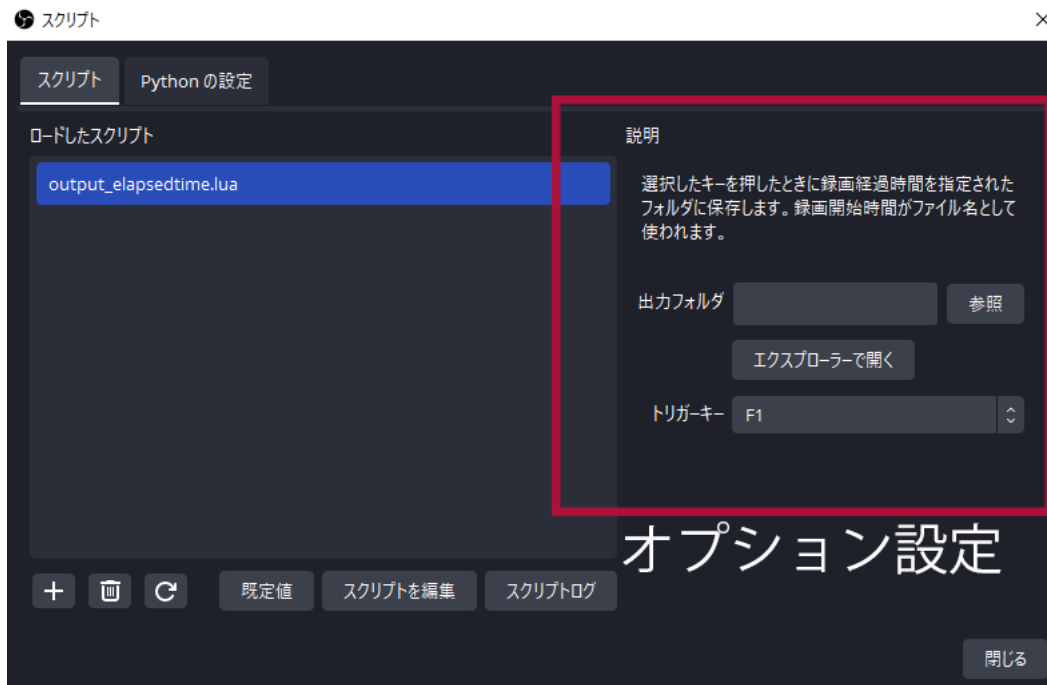 スクリプト
スクリプト
Python の設定
ロードしたスクリプト
output_elapsedtime.lua
説明
選択したキーを押したときに録画経過時間を指定された
フォルダに保存します。録画開始時間がファイル名として
使われます。
出力フォルダ
参照
エクスプローラーで開く
トリガーキー
F1
オプション設定
既定値
スクリプトを編集
スクリプトログ
閉じる